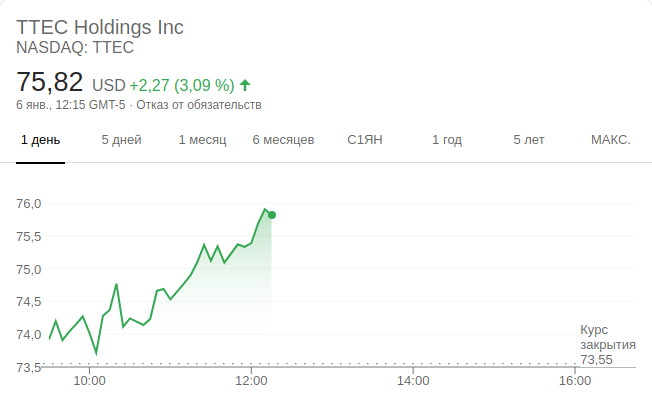 TTEC Holdings Inc
NASDAQ: TTEC
75,82 USD +2,27 (3,09 %)
6 янв., 12:15 GMT-5 · Отказ от обязательств
1 день 5 дней 1 месяц 6 месяцев С1ЯН 1 год 5 лет МАКС.
76,0
75,5
75,0
74,5
74,0
73,5
Курс
закрытия
73,55
10:00 12:00 14:00 16:00